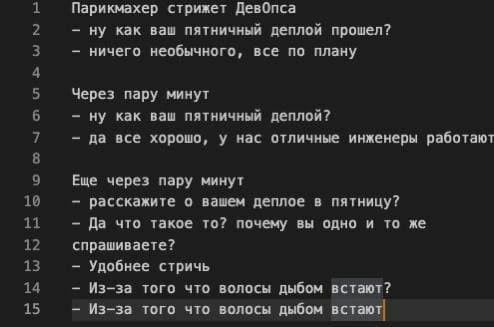 1 Парикмахер стрижет ДевОпса
2 - ну как ваш пятничный деплой прошел?
3 - ничего необычного, все по плану
4
5 Через пару минут
6 - ну как ваш пятничный деплой?
7 - да все хорошо, у нас отличные инженеры работают
8
9 Еще через пару минут
10 - расскажите о вашем деплое в пятницу?
11 - Да что такое то? почему вы одно и то же
12 спрашиваете?
13 - Удобнее стричь
14 - Из-за того что волосы дыбом встают?
15 - Из-за того что волосы дыбом встают